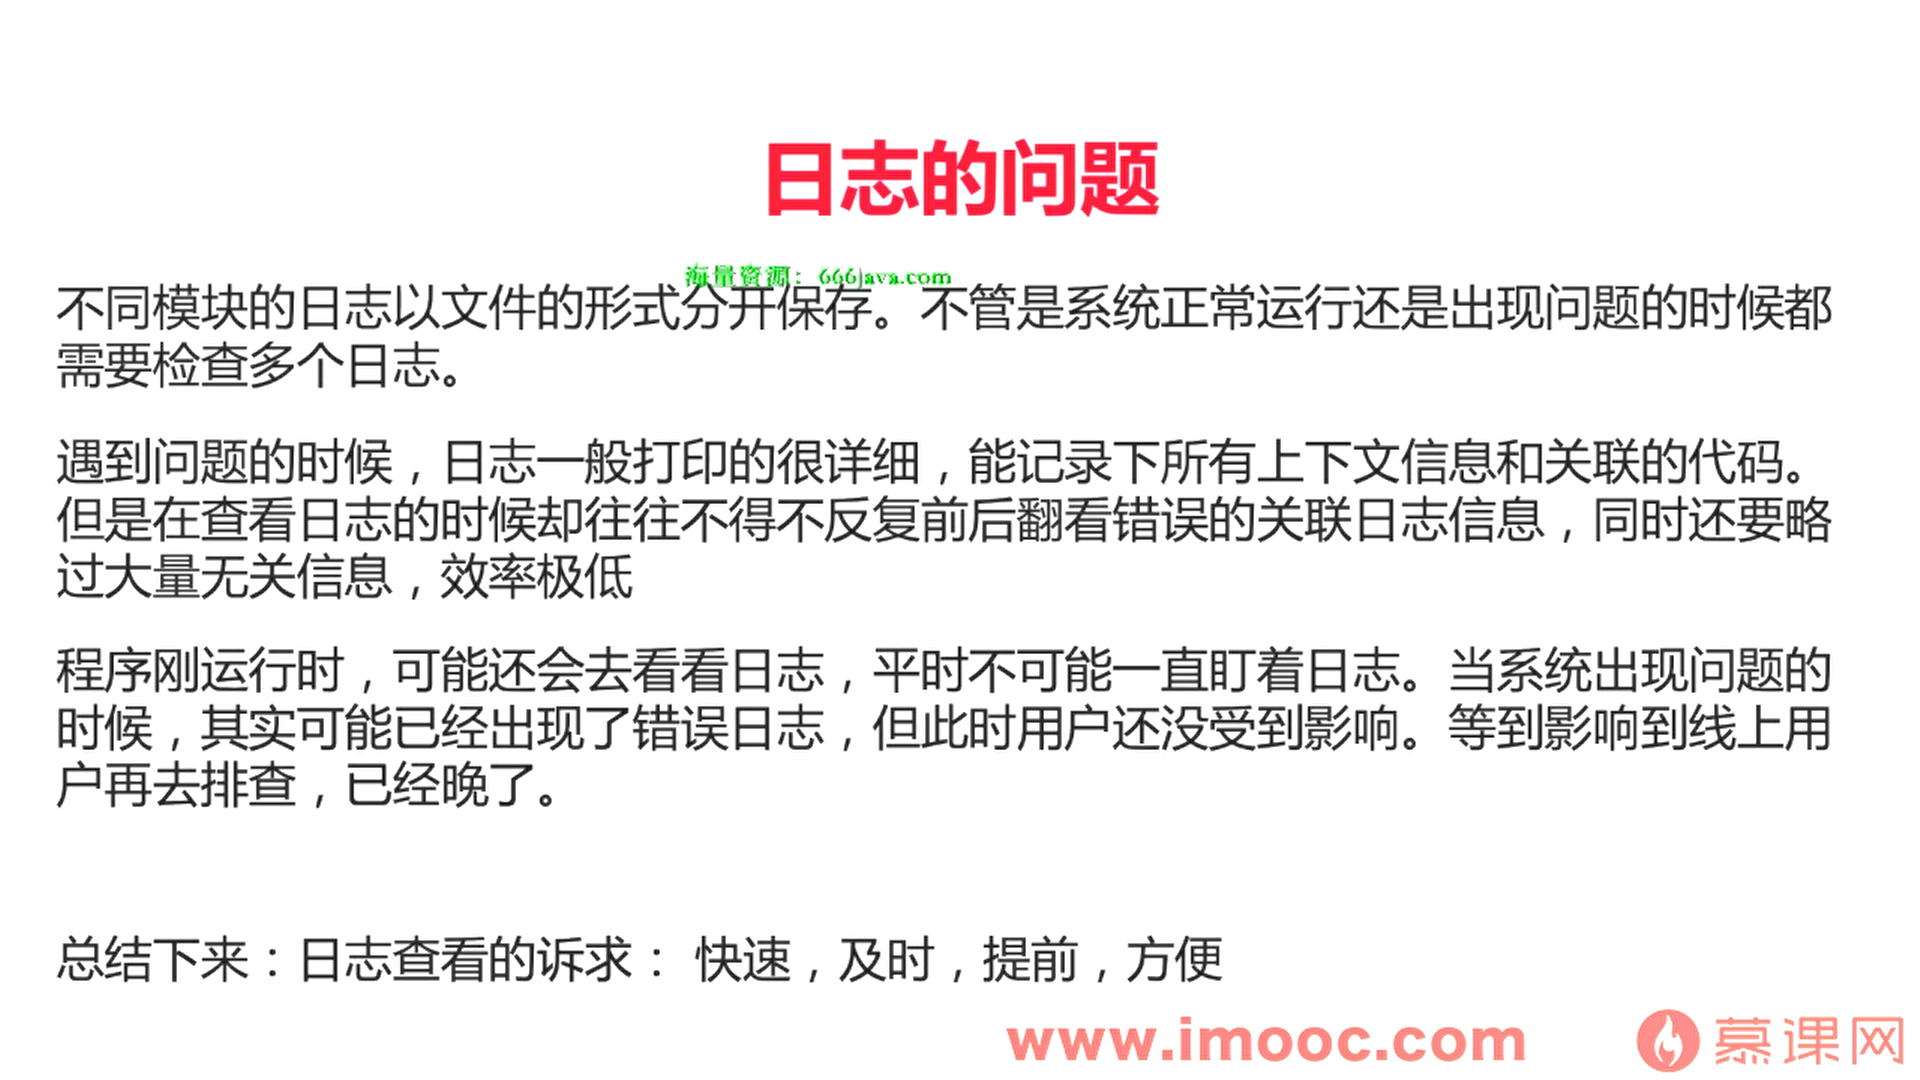 日志的问题
海量资源：666java.com
不同模块的日志以文件的形式分开保存。不管是系统正常运行还是出现问题的时候都
需要检查多个日志。
遇到问题的时候，日志一般打印的很详细，能记录下所有上下文信息和关联的代码。
但是在查看日志的时候却往往不得不反复前后翻看错误的关联日志信息，同时还要略
过大量无关信息，效率极低
程序刚运行时，可能还会去看看日志，平时不可能一直盯着日志。当系统出现问题的
时候，其实可能已经出现了错误日志，但此时用户还没受到影响。等到影响到线上用
户再去排查，已经晚了。
总结下来：日志查看的诉求： 快速，及时，提前，方便
www.imooc.com
慕课网